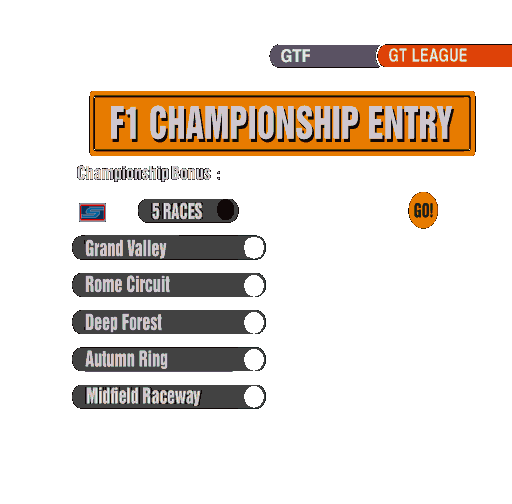 GTF GT LEAGUE
F1 CHAMPIONSHIP ENTRY
Championship Bonus :
5 RACES GO!
Grand Valley
Rome Circuit
Deep Forest
Autumn Ring
Midfield Raceway